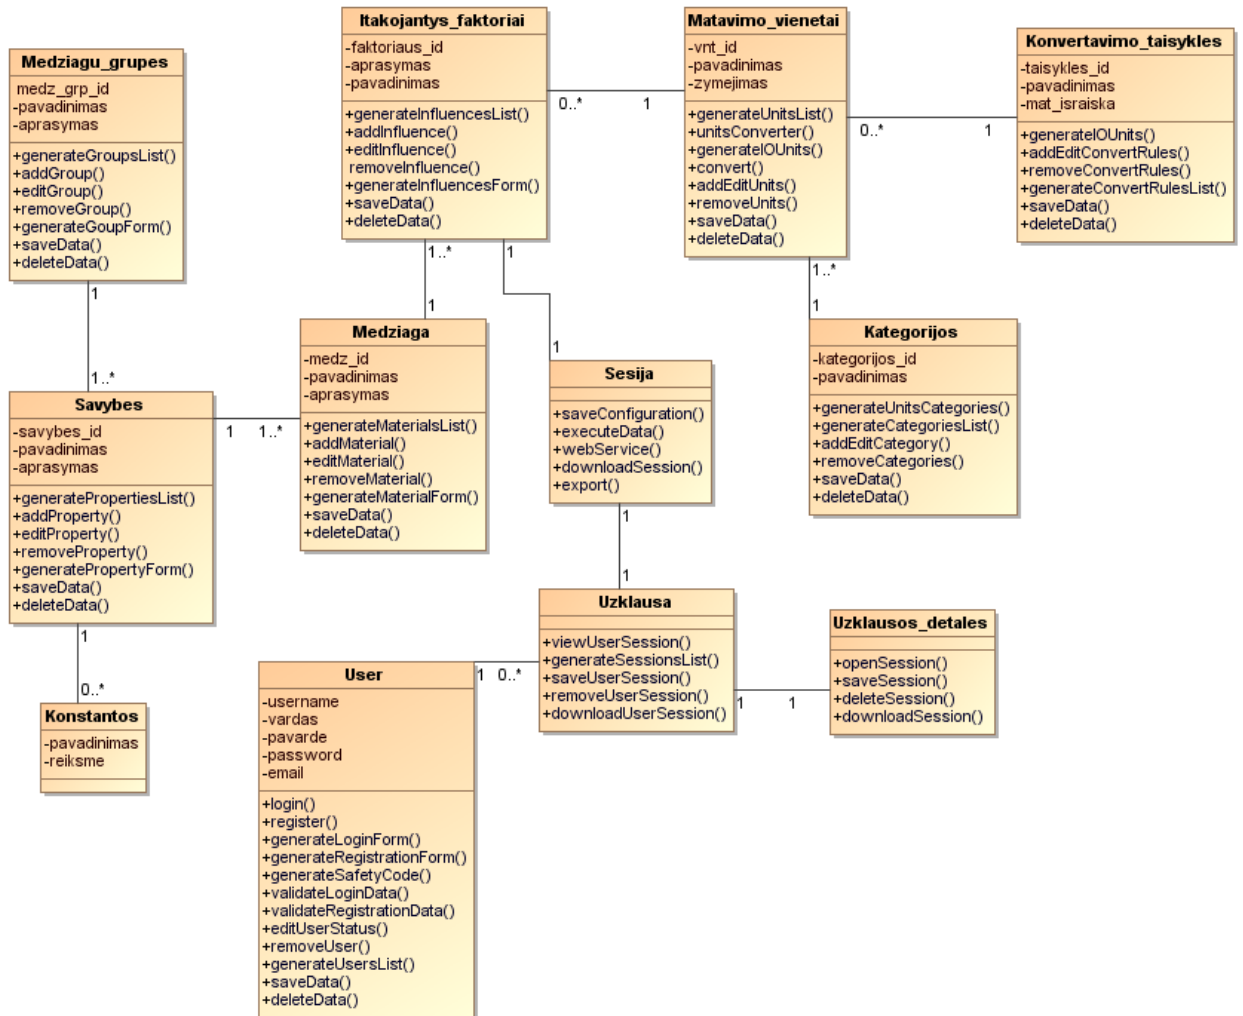 Medziagu_grupes
medz_grp_id
-pavadinimas
-aprasymas
+generateGroupsList()
+addGroup()
+editGroup()
+removeGroup()
+generateGoupForm()
+saveData()
+deleteData()
1
1..*
Itakojantys_faktoriai
-faktoriaus_id
-aprasymas
-pavadinimas
+generateInfluencesList()
+addInfluence()
+editInfluence()
removeInfluence()
+generateInfluencesForm()
+saveData()
+deleteData()
0..* 1
1..*
1
1
1
Matavimo_vienetai
-vnt_id
-pavadinimas
-zymejimas
+generateUnitsList()
+unitsConverter()
+generateIOUnits()
+convert()
+addEditUnits()
+removeUnits()
+saveData()
+deleteData()
0..* 1
1..*
1
Konvertavimo_taisykles
-taisykles_id
-pavadinimas
-mat_israiska
+generateIOUnits()
+addEditConvertRules()
+removeConvertRules()
+generateConvertRulesList()
+saveData()
+deleteData()
Savybes
-savybes_id
-pavadinimas
-aprasymas
+generatePropertiesList()
+addProperty()
+editProperty()
+removeProperty()
+generatePropertyForm()
+saveData()
+deleteData()
1 1..*
1
0..*
Medziaga
-medz_id
-pavadinimas
-aprasymas
+generateMaterialsList()
+addMaterial()
+editMaterial()
+removeMaterial()
+generateMaterialForm()
+saveData()
+deleteData()
Sesija
+saveConfiguration()
+executeData()
+webService()
+downloadSession()
+export()
1
1
Kategorijos
-kategorijos_id
-pavadinimas
+generateUnitsCategories()
+generateCategoriesList()
+addEditCategory()
+removeCategories()
+saveData()
+deleteData()
Konstantos
-pavadinimas
-reiksme
User
-username
-vardas
-pavarde
-password
-email
+login()
+register()
+generateLoginForm()
+generateRegistrationForm()
+generateSafetyCode()
+validateLoginData()
+validateRegistrationData()
+editUserStatus()
+removeUser()
+generateUsersList()
+saveData()
+deleteData()
1 0..*
Uzklausa
+viewUserSession()
+generateSessionsList()
+saveUserSession()
+removeUserSession()
+downloadUserSession()
1 1
Uzklausos_detales
+openSession()
+saveSession()
+deleteSession()
+downloadSession()